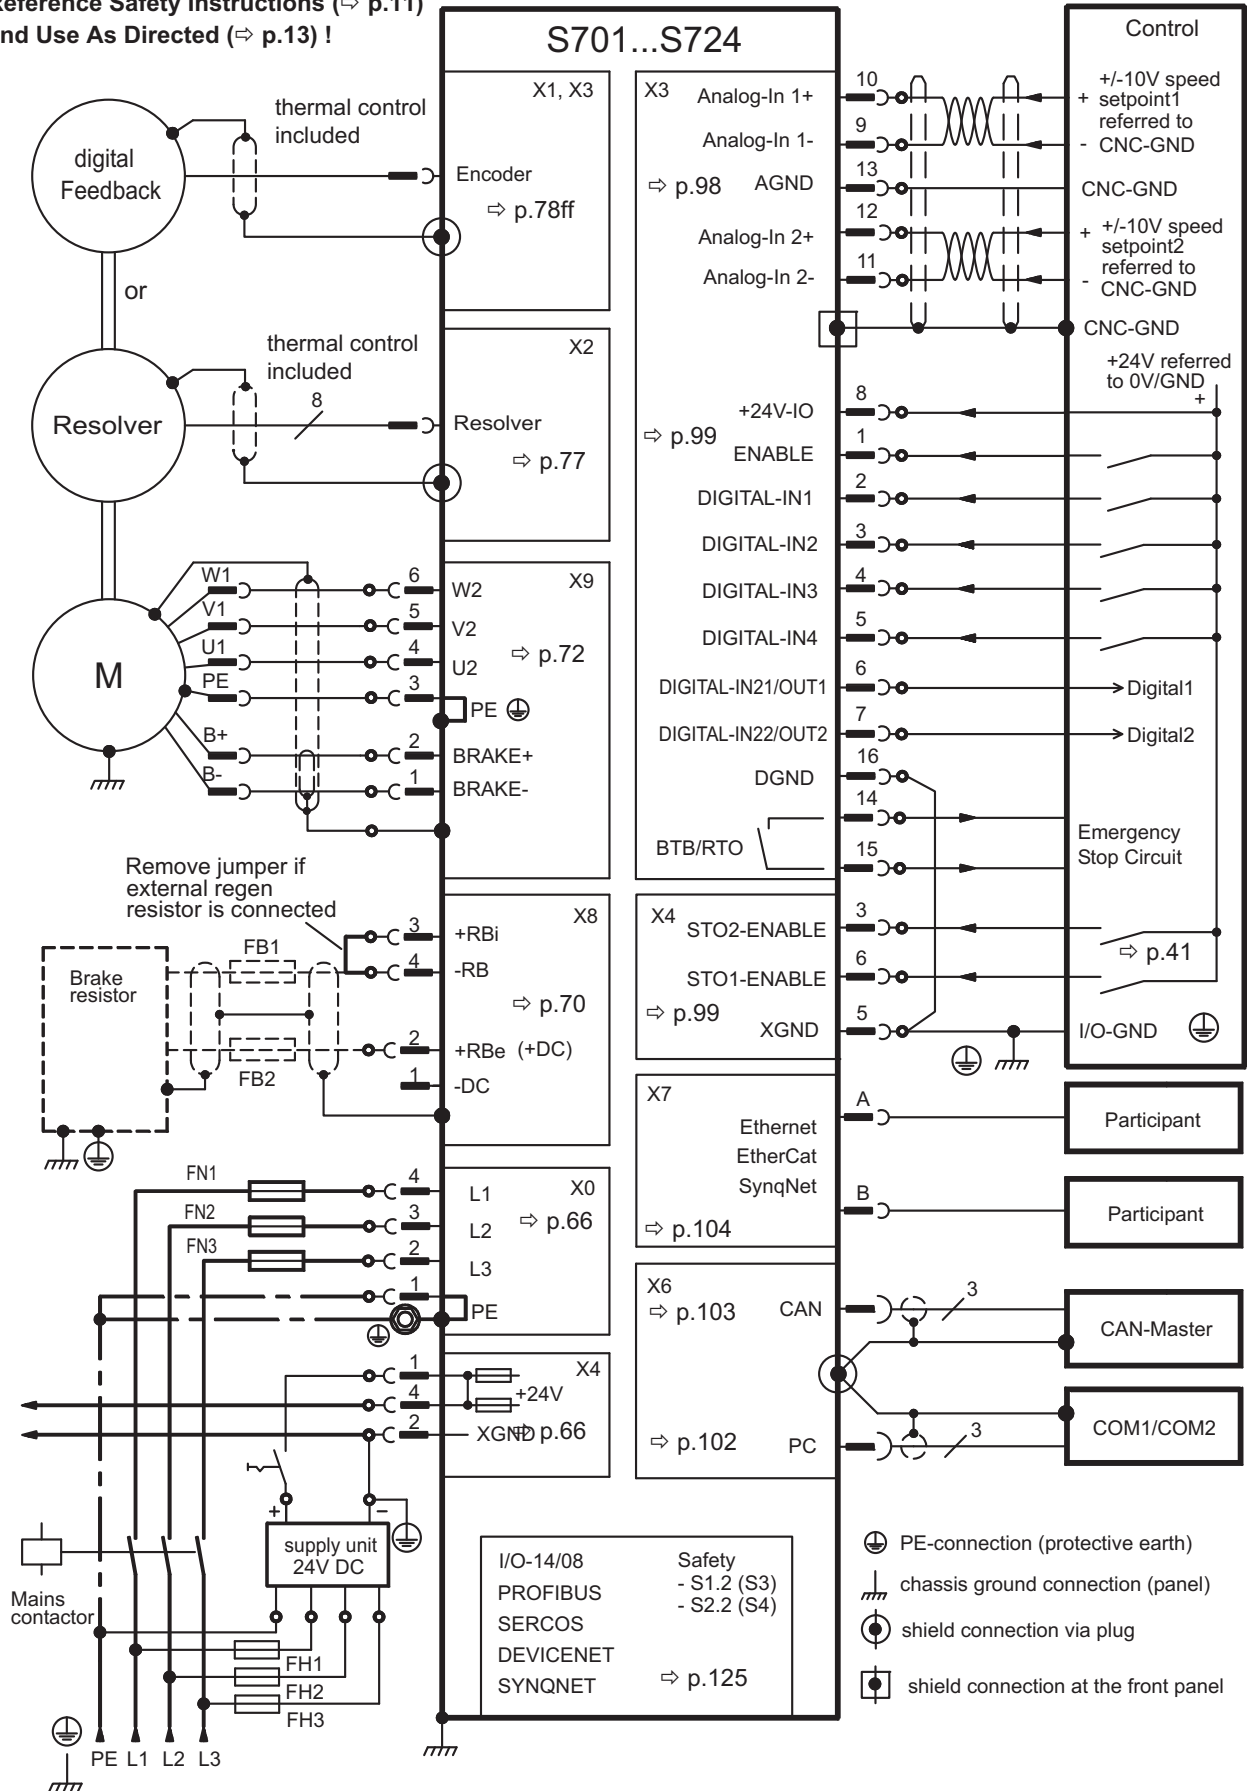 Reference Safety Instructions (⇨ p.11)
and Use As Directed (⇨ p.13) !
S701...S724
digital
Feedback
thermal control
included
X1, X3
Encoder
⇨ p.78ff
or
Resolver
thermal control
included
8
X2
Resolver
⇨ p.77
M
W1
V1
U1
PE
B+
B-
6
5
4
3
2
1
X9
W2
V2
U2
⇨ p.72
PE
BRAKE+
BRAKE-
Remove jumper if
external regen
resistor is connected
Brake
resistor
FB1
FB2
3
4
2
1
X8
+RBi
-RB
⇨ p.70
+RBe (+DC)
-DC
FN1
FN2
FN3
4
3
2
1
X0
L1
⇨ p.66
L2
L3
PE
1
4
2
X4
+24V
XGND
⇨ p.66
+
−
supply unit
24V DC
Mains
contactor
FH1
FH2
FH3
PE L1 L2 L3
X3
Analog-In 1+
Analog-In 1-
⇨ p.98
AGND
Analog-In 2+
Analog-In 2-
10
9
13
12
11
+24V-IO
⇨ p.99
ENABLE
DIGITAL-IN1
DIGITAL-IN2
DIGITAL-IN3
DIGITAL-IN4
DIGITAL-IN21/OUT1
DIGITAL-IN22/OUT2
DGND
BTB/RTO
8
1
2
3
4
5
6
7
16
14
15
X4
STO2-ENABLE
STO1-ENABLE
⇨ p.99
XGND
3
6
5
X7
Ethernet
EtherCat
SynqNet
⇨ p.104
A
B
X6
⇨ p.103
CAN
⇨ p.102
PC
3
3
Control
+/-10V speed
+ setpoint1
referred to
- CNC-GND
CNC-GND
+ +/-10V speed
setpoint2
referred to
- CNC-GND
CNC-GND
+24V referred
to 0V/GND
+
Digital1
Digital2
Emergency
Stop Circuit
⇨ p.41
I/O-GND
Participant
Participant
CAN-Master
COM1/COM2
I/O-14/08
PROFIBUS
SERCOS
DEVICENET
SYNQNET
Safety
- S1.2 (S3)
- S2.2 (S4)
⇨ p.125
PE-connection (protective earth)
chassis ground connection (panel)
shield connection via plug
shield connection at the front panel